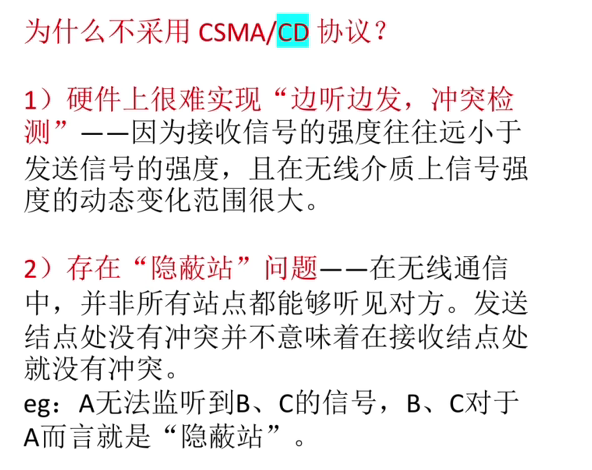 为什么不采用 CSMA/CD 协议？
1）硬件上很难实现“边听边发，冲突检
测”——因为接收信号的强度往往远小于
发送信号的强度，且在无线介质上信号强
度的动态变化范围很大。
2）存在“隐蔽站”问题——在无线通信
中，并非所有站点都能够听见对方。发送
结点处没有冲突并不意味着在接收结点处
就没有冲突。
eg：A无法监听到B、C的信号，B、C对于
A而言就是“隐蔽站”。